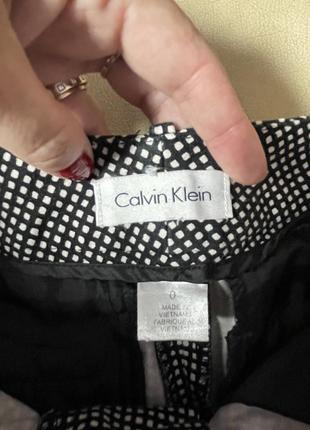 Calvin Klein
0
MADE IN
VIETNAM
FABRIQUÉ AU
VIETNAM